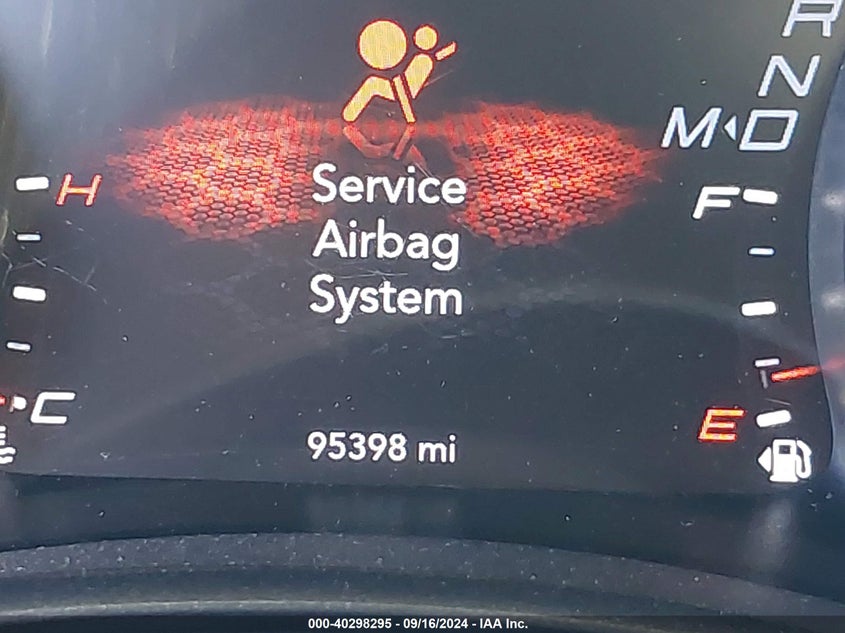 R
N
M D
H
F
Service
Airbag
System
C
E
95398 mi
000-40298295 - 09/16/2024 - IAA Inc.